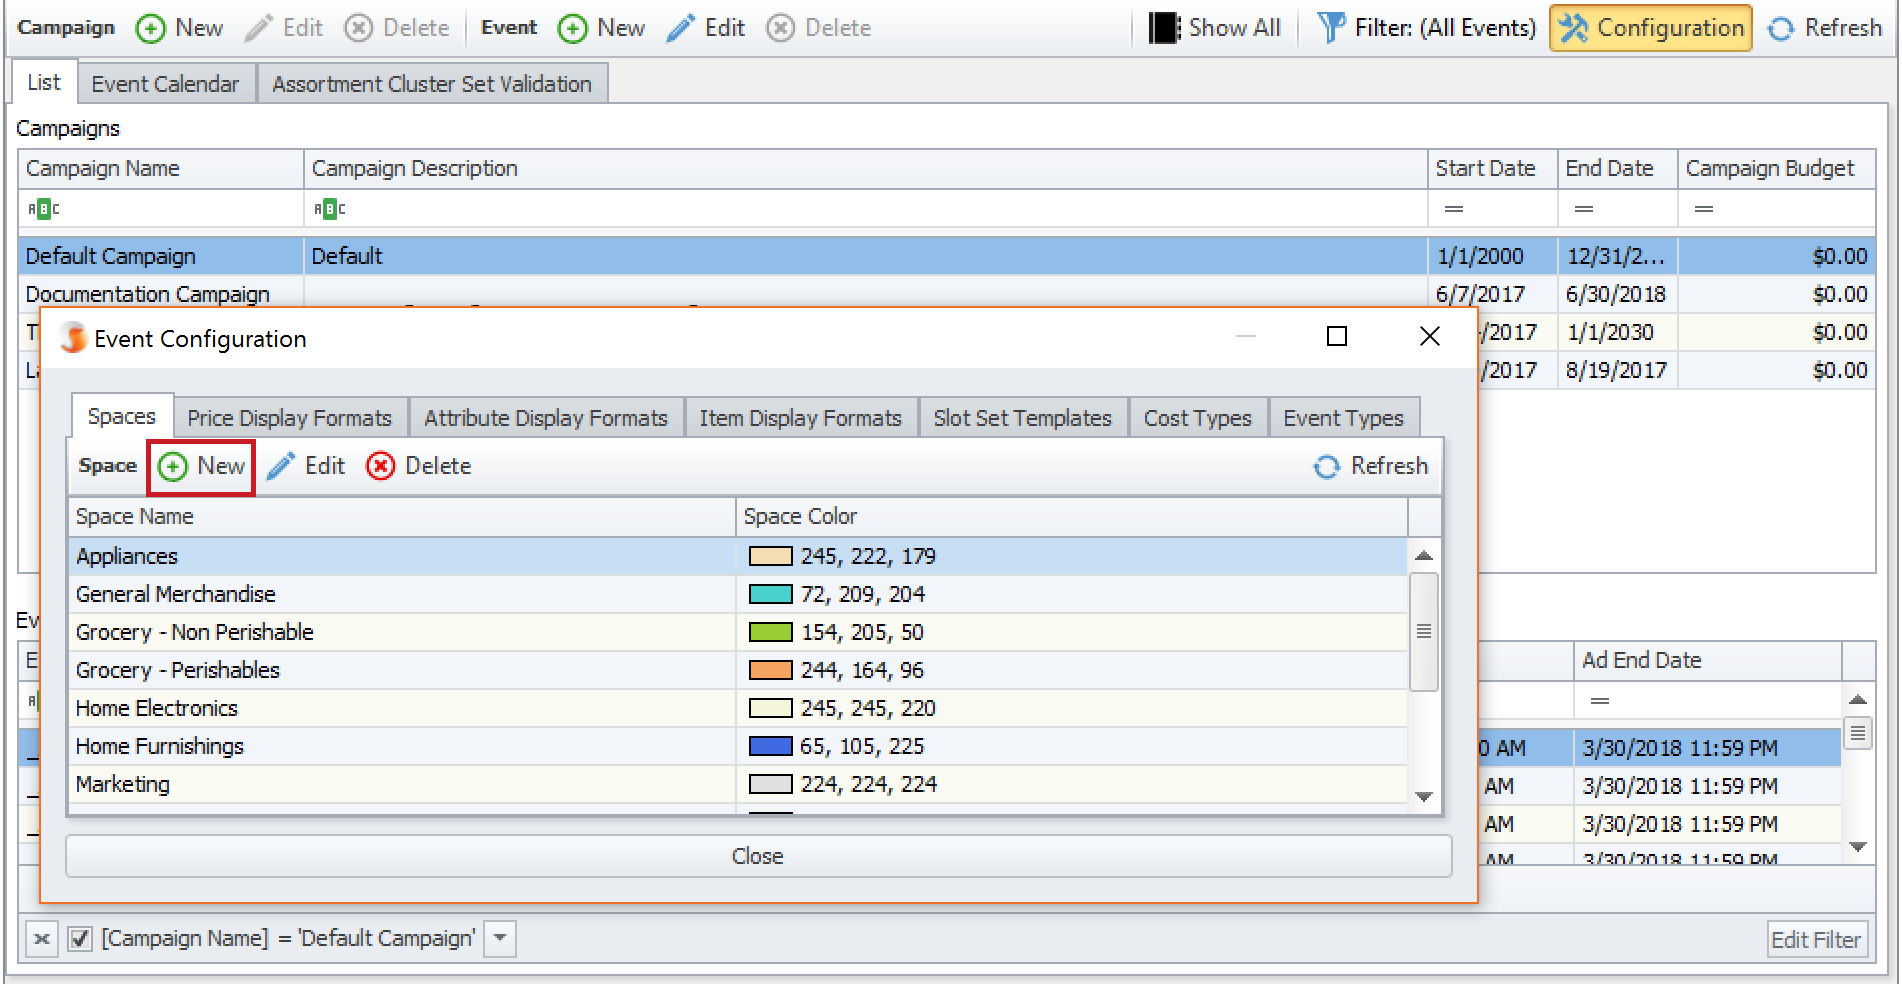 Campaign New Edit Delete Event New Edit Delete Show All Filter: (All Events) Configuration Refresh
List Event Calendar Assortment Cluster Set Validation
Campaigns
Campaign Name Campaign Description Start Date End Date Campaign Budget
ABC ABC = = =
Default Campaign Default 1/1/2000 12/31/2... $0.00
Documentation Campaign 6/7/2017 6/30/2018 $0.00
/2017 1/1/2030 $0.00
/2017 8/19/2017 $0.00
Event Configuration
Spaces Price Display Formats Attribute Display Formats Item Display Formats Slot Set Templates Cost Types Event Types
Space New Edit Delete Refresh
Space Name Space Color
Appliances 245, 222, 179
General Merchandise 72, 209, 204
Grocery - Non Perishable 154, 205, 50
Grocery - Perishables 244, 164, 96
Home Electronics 245, 245, 220
Home Furnishings 65, 105, 225
Marketing 224, 224, 224
Close
Ev
E Ad End Date
=
0 AM 3/30/2018 11:59 PM
AM 3/30/2018 11:59 PM
AM 3/30/2018 11:59 PM
AM 3/30/2018 11:59 PM
[Campaign Name] = 'Default Campaign' Edit Filter